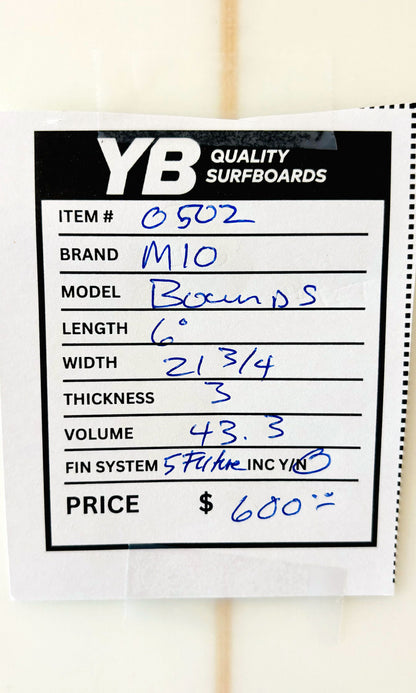 YB QUALITY
SURFBOARDS
ITEM # 0502
BRAND M10
MODEL Bounds
LENGTH 6°
WIDTH 21 3/4
THICKNESS 3
VOLUME 43.3
FIN SYSTEM 5 Future INC Y/N
PRICE $ 600